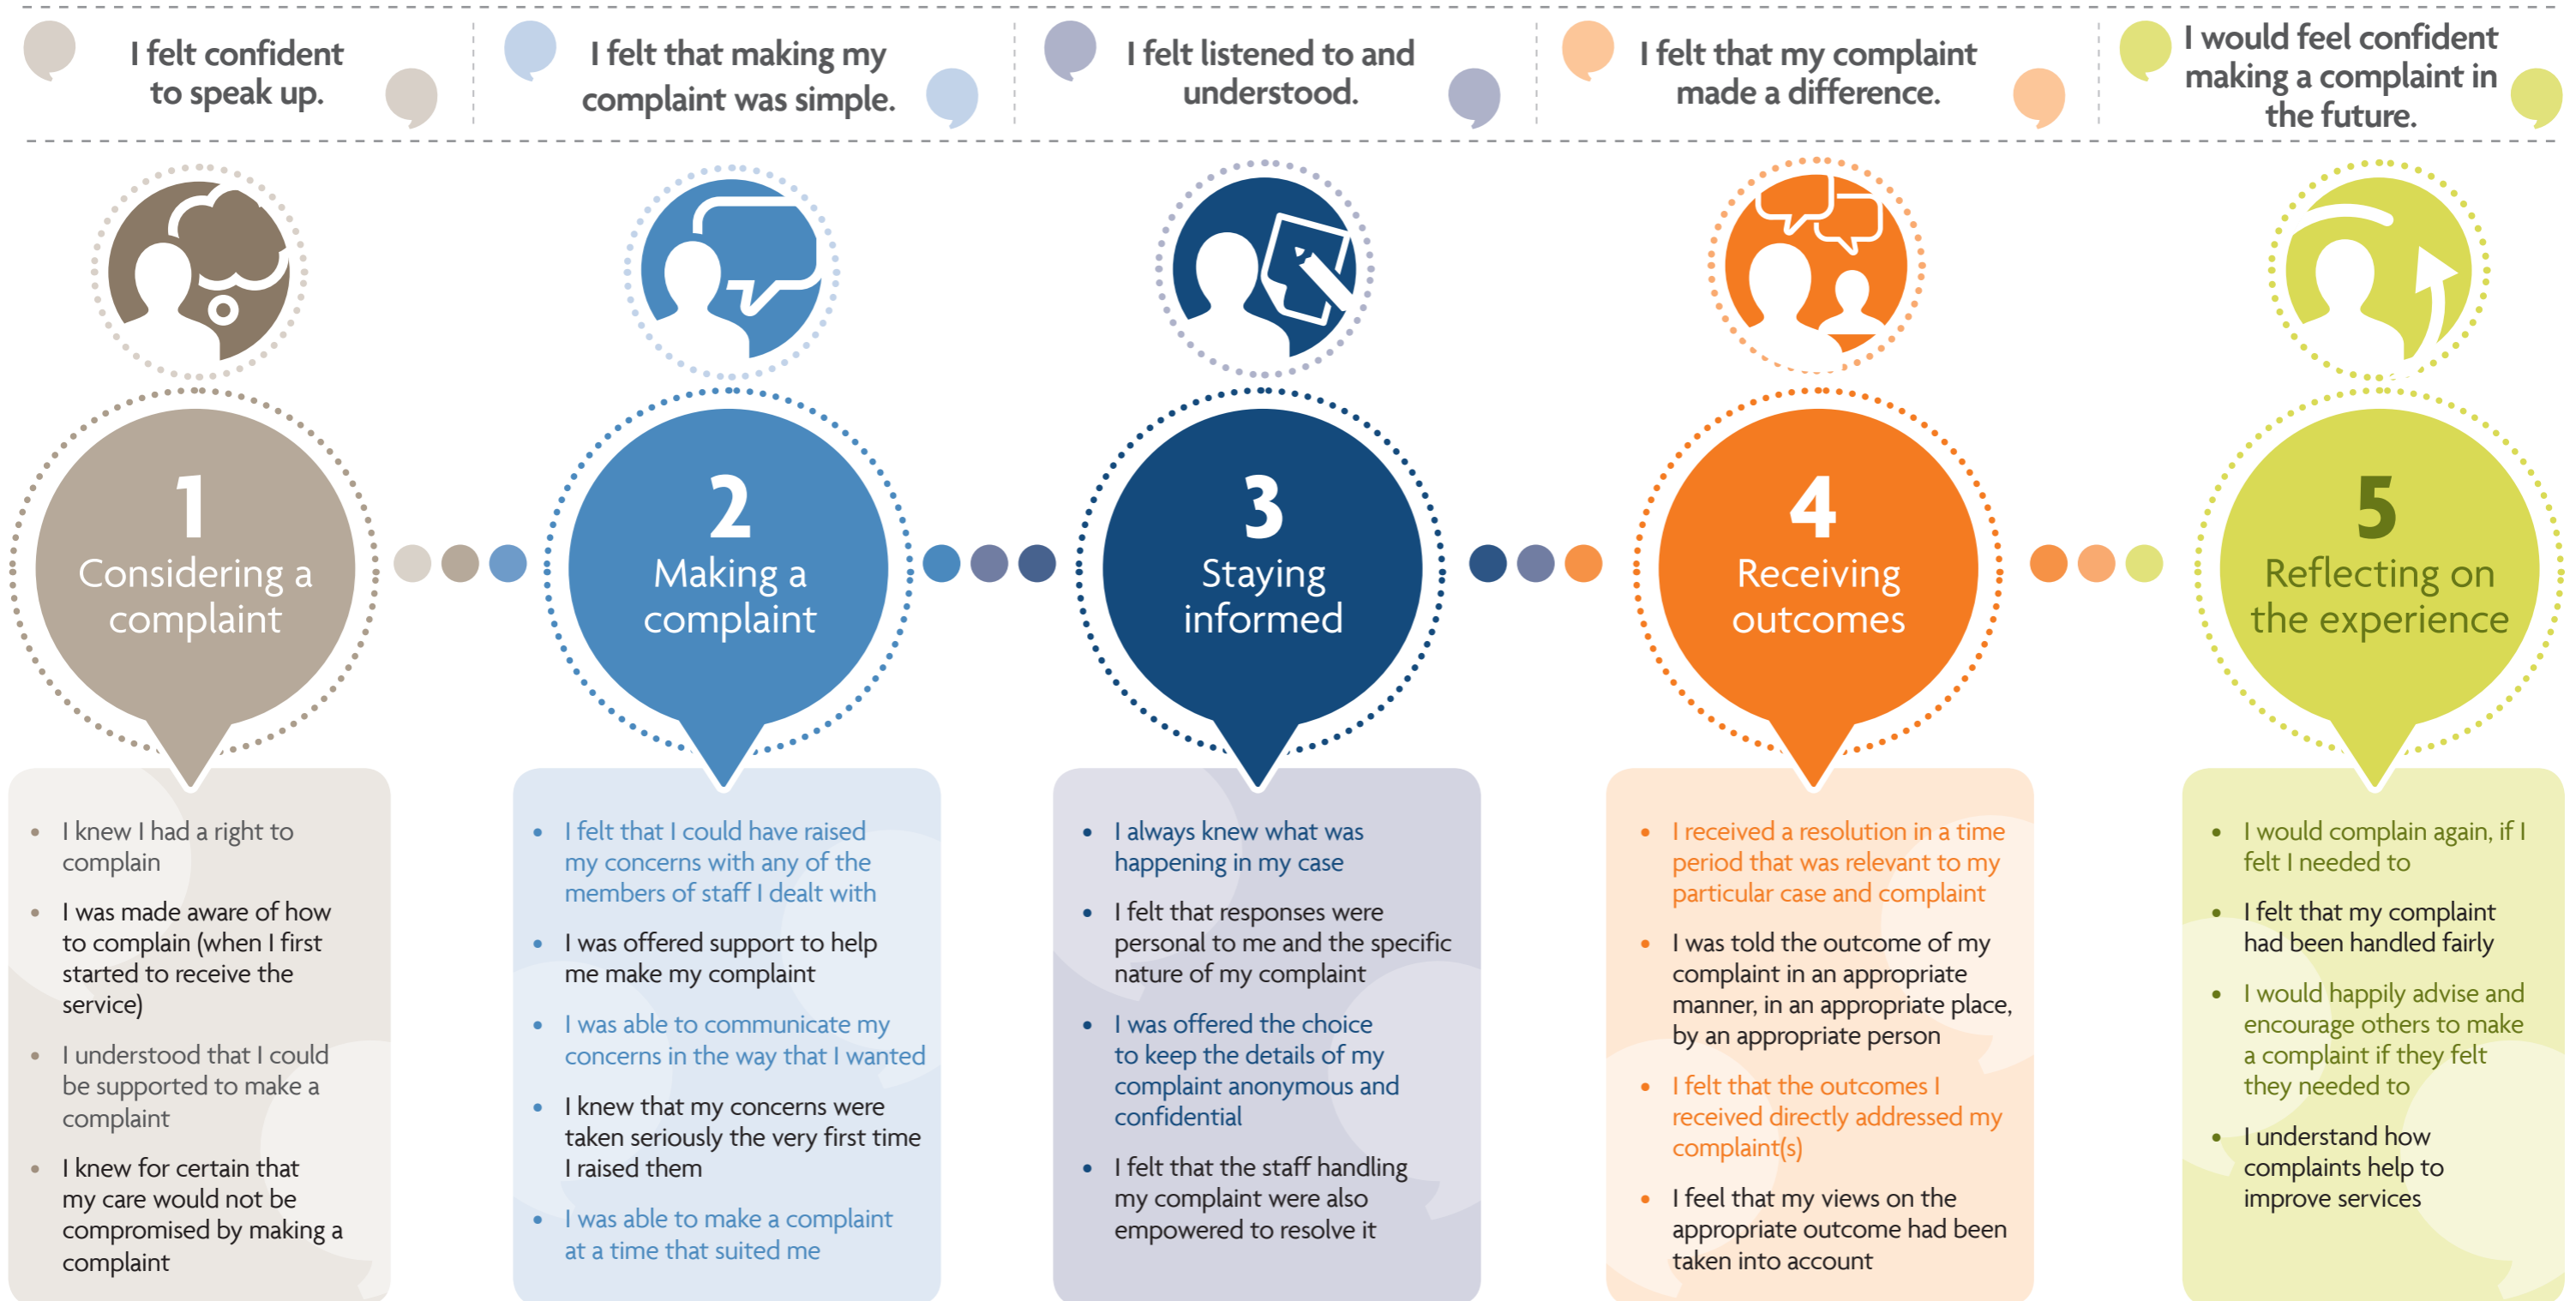 I felt confident
to speak up.
I felt that making my
complaint was simple.
I felt listened to and
understood.
I felt that my complaint
made a difference.
I would feel confident
making a complaint in
the future.
1
Considering a
complaint
2
Making a
complaint
3
Staying
informed
4
Receiving
outcomes
5
Reflecting on
the experience
• I knew I had a right to
complain
• I was made aware of how
to complain (when I first
started to receive the
service)
• I understood that I could
be supported to make a
complaint
• I knew for certain that
my care would not be
compromised by making a
complaint
• I felt that I could have raised
my concerns with any of the
members of staff I dealt with
• I was offered support to help
me make my complaint
• I was able to communicate my
concerns in the way that I wanted
• I knew that my concerns were
taken seriously the very first time
I raised them
• I was able to make a complaint
at a time that suited me
• I always knew what was
happening in my case
• I felt that responses were
personal to me and the specific
nature of my complaint
• I was offered the choice
to keep the details of my
complaint anonymous and
confidential
• I felt that the staff handling
my complaint were also
empowered to resolve it
• I received a resolution in a time
period that was relevant to my
particular case and complaint
• I was told the outcome of my
complaint in an appropriate
manner, in an appropriate place,
by an appropriate person
• I felt that the outcomes I
received directly addressed my
complaint(s)
• I feel that my views on the
appropriate outcome had been
taken into account
• I would complain again, if I
felt I needed to
• I felt that my complaint
had been handled fairly
• I would happily advise and
encourage others to make
a complaint if they felt
they needed to
• I understand how
complaints help to
improve services